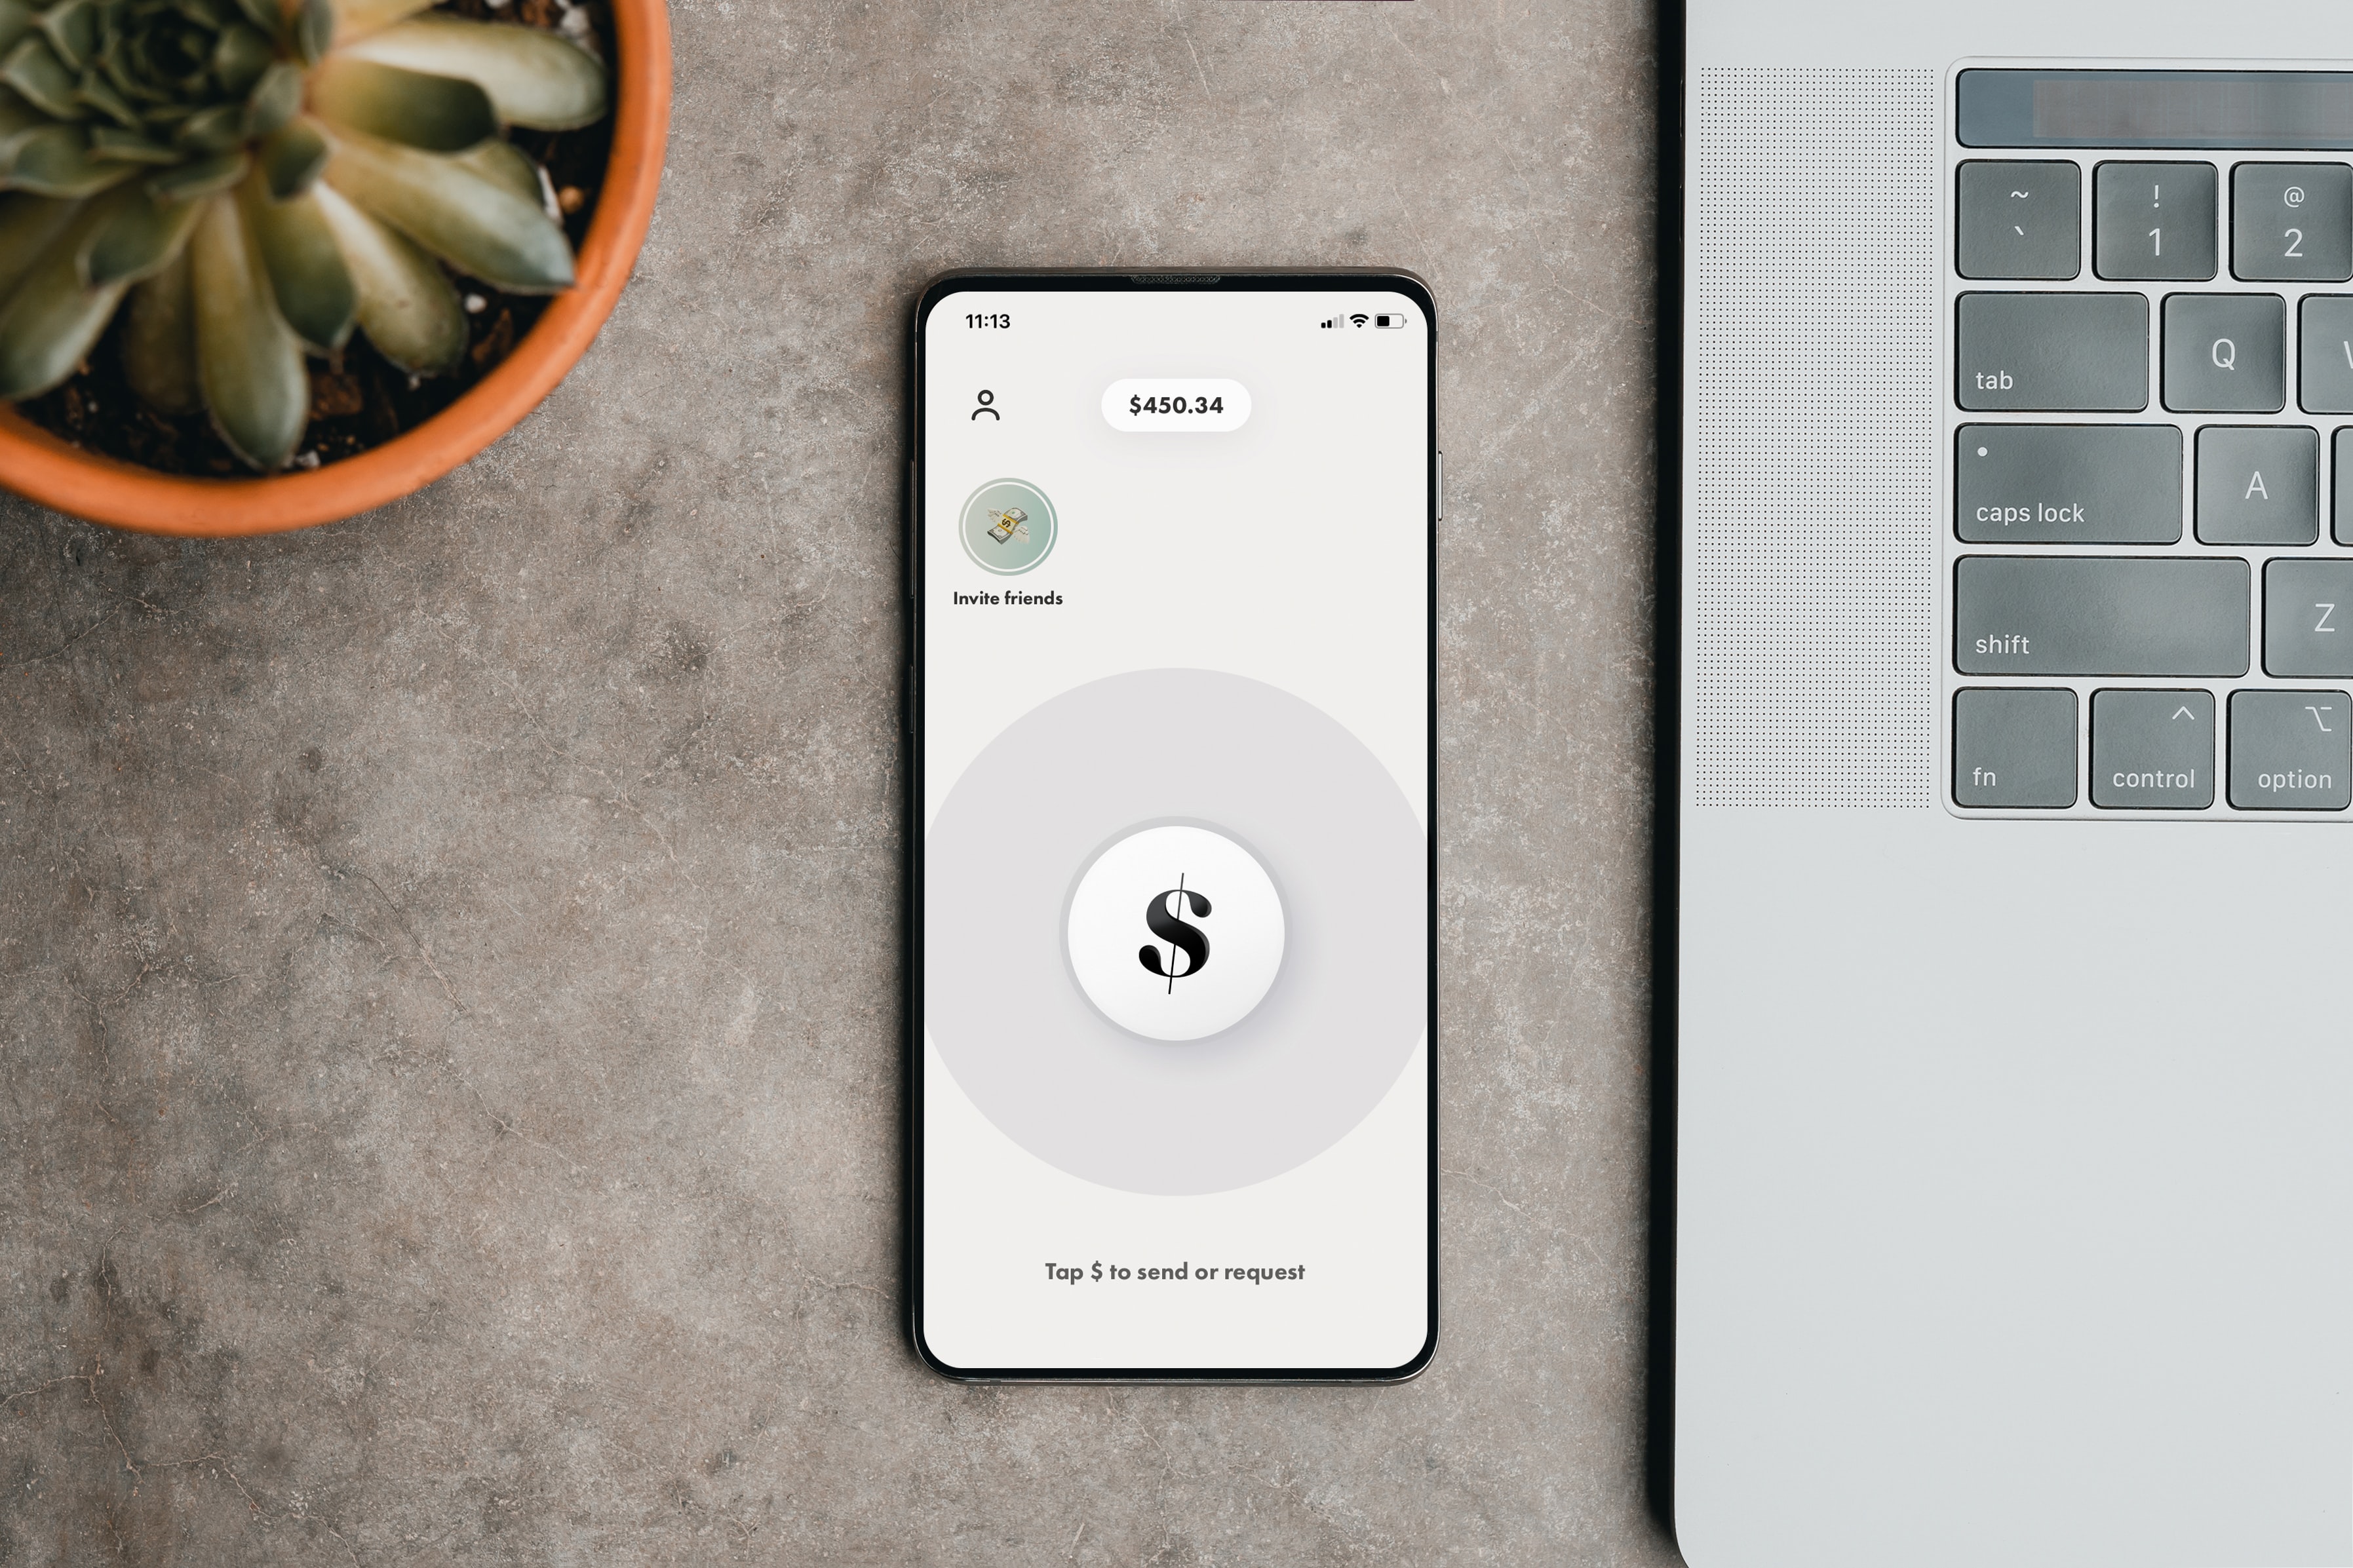 11:13
$450.34
Invite friends
$
Tap $ to send or request
~
`
!
1
@
2
tab
Q
caps lock
A
shift
Z
fn
control
option